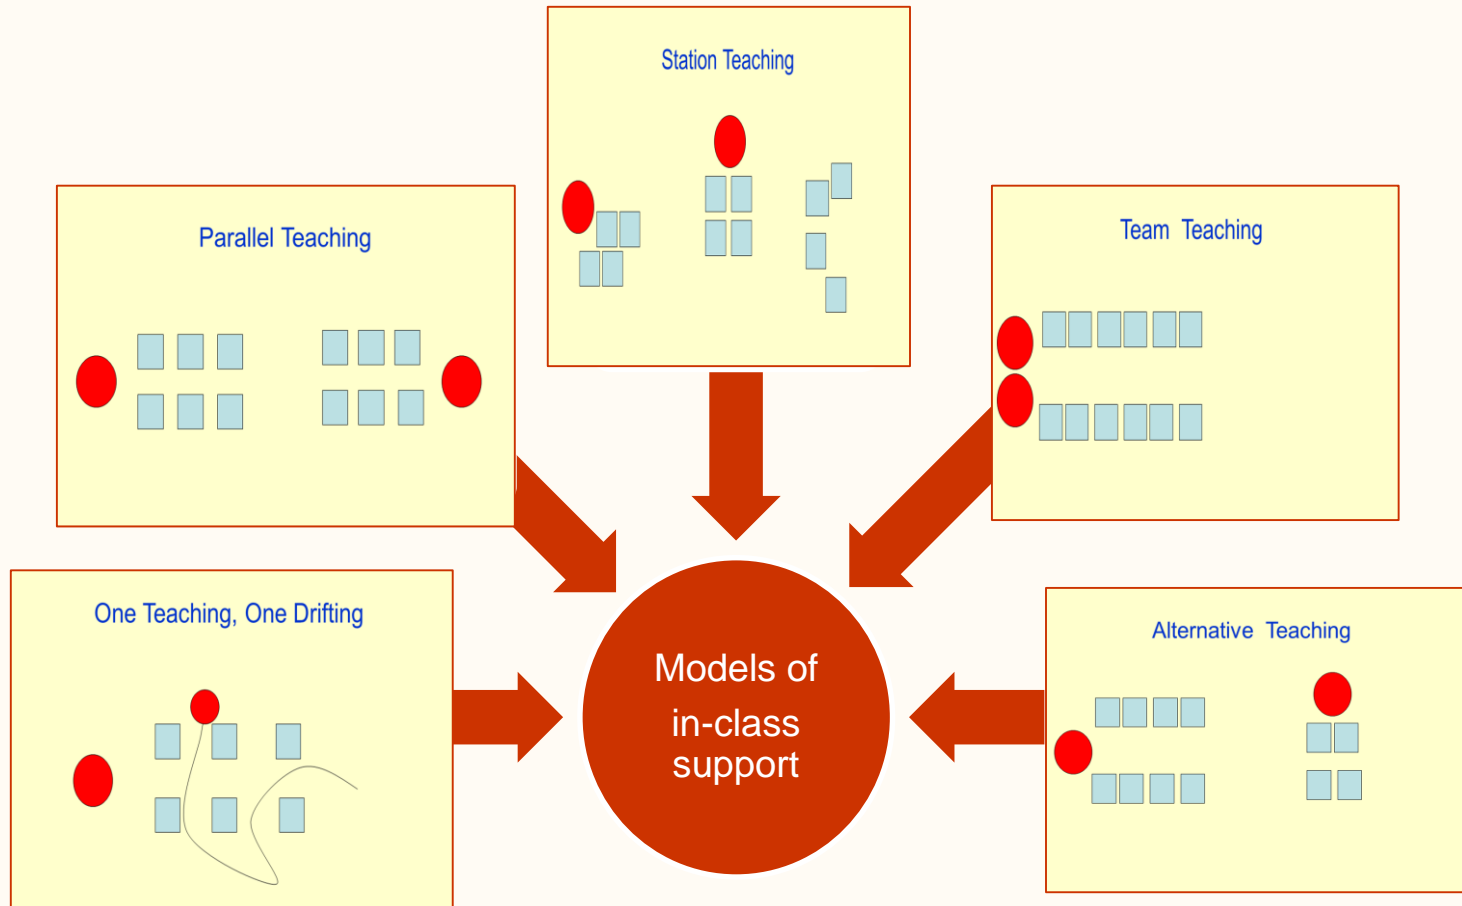 Station Teaching
Parallel Teaching
Team Teaching
One Teaching, One Drifting
Alternative Teaching
Models of
in-class
support